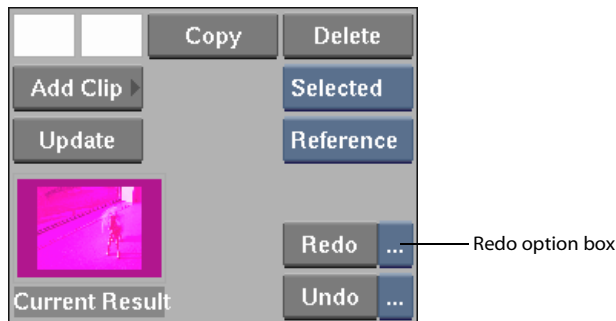 Copy Delete
Add Clip Selected
Update Reference
Redo ... Redo option box
Current Result Undo ...